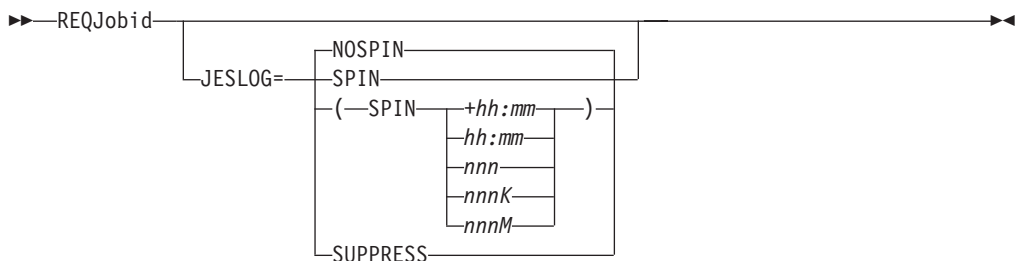 REQJobid
NOSPIN
JESLOG= SPIN
( SPIN +hh:mm )
hh:mm
nnn
nnnK
nnnM
SUPPRESS